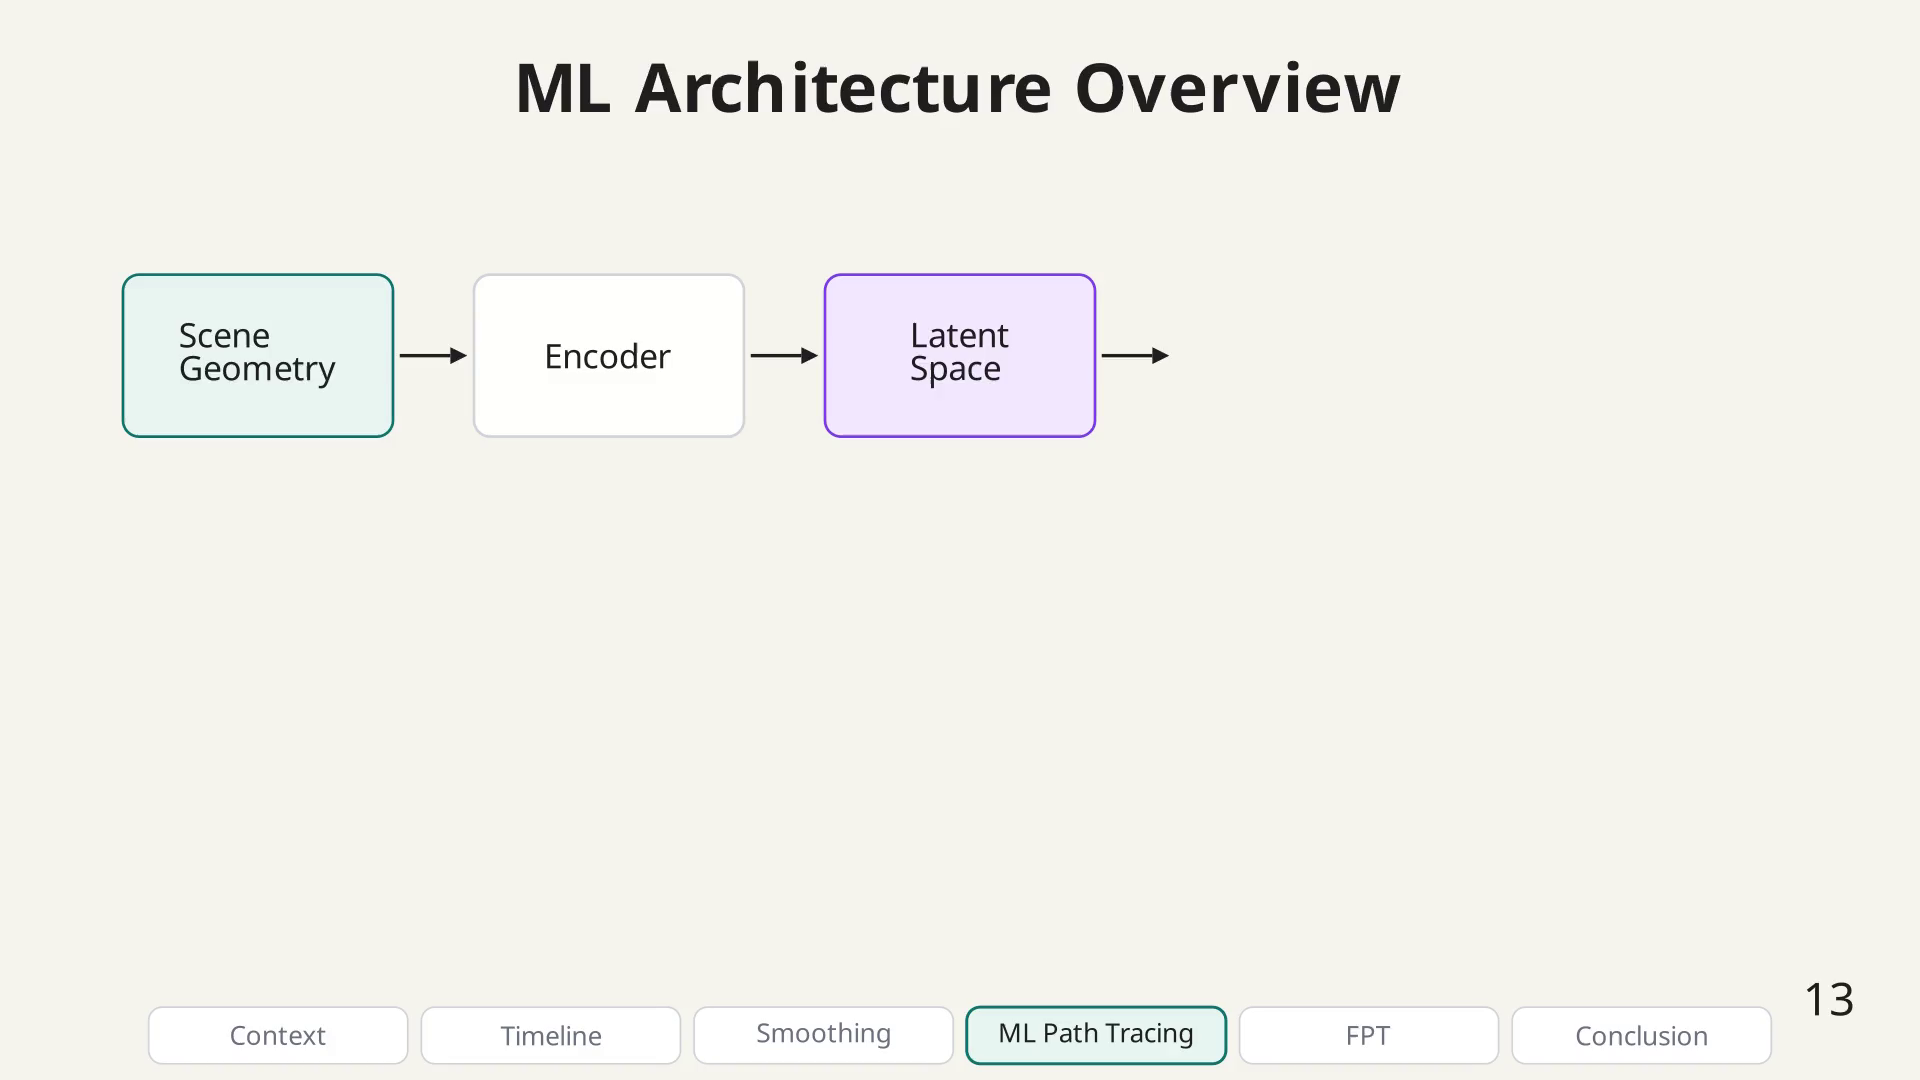 ML Architecture Overview
Scene
Geometry
Encoder
Latent
Space
13
Context
Timeline
Smoothing
ML Path Tracing
FPT
Conclusion